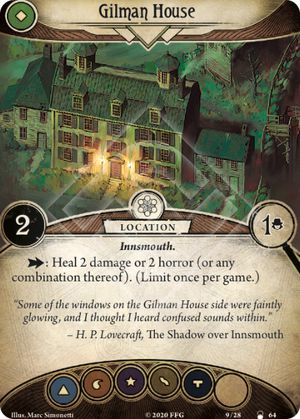 Gilman House
2
LOCATION
1
Innsmouth.
: Heal 2 damage or 2 horror (or any
combination thereof). (Limit once per game.)
“Some of the windows on the Gilman House side were faintly
glowing, and I thought I heard confused sounds within.”
– H. P. Lovecraft, The Shadow over Innsmouth
Illus. Marc Simonetti
© 2020 FFG
9/28
64